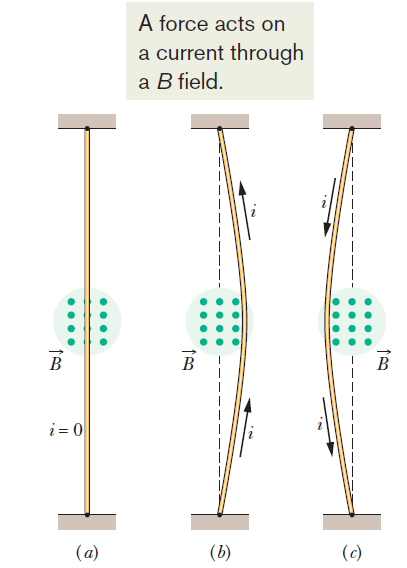 A force acts on
a current through
a B field.
i
i
B⃗
B⃗
B⃗
i = 0
i
i
(a)
(b)
(c)